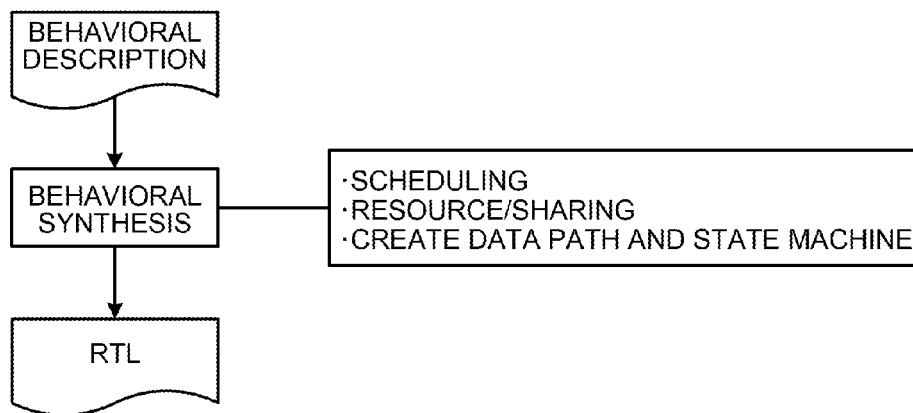 BEHAVIORAL
DESCRIPTION
BEHAVIORAL
SYNTHESIS
·SCHEDULING
·RESOURCE/SHARING
·CREATE DATA PATH AND STATE MACHINE
RTL